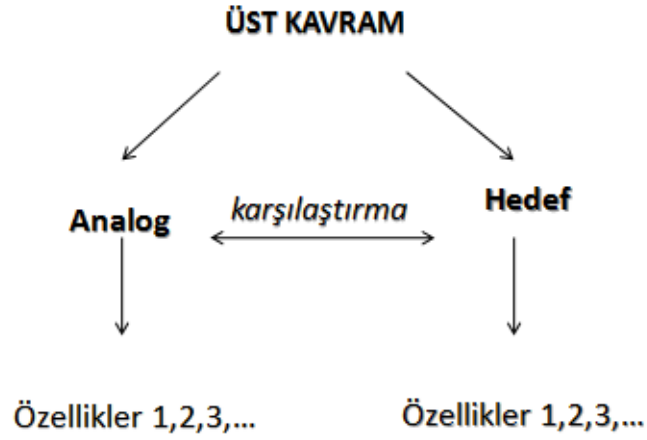 ÜST KAVRAM
Analog
karşılaştırma
Hedef
Özellikler 1,2,3,...
Özellikler 1,2,3,...